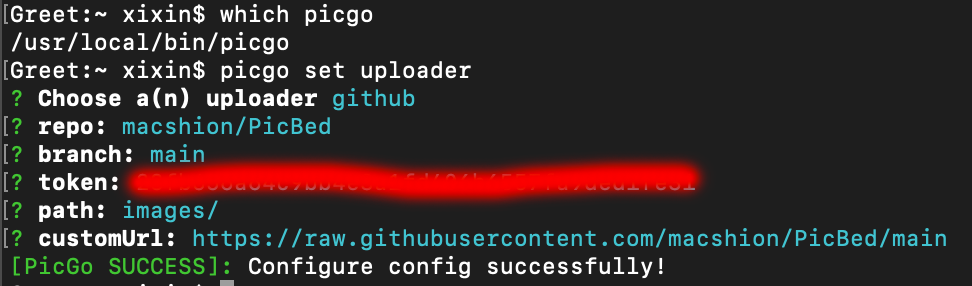 [Greet:~ xixin$ which picgo
/usr/local/bin/picgo
[Greet:~ xixin$ picgo set uploader
? Choose a(n) uploader github
[? repo: macshion/PicBed
[? branch: main
[? token:
[? path: images/
[? customUrl: https://raw.githubusercontent.com/macshion/PicBed/main
[PicGo SUCCESS]: Configure config successfully!